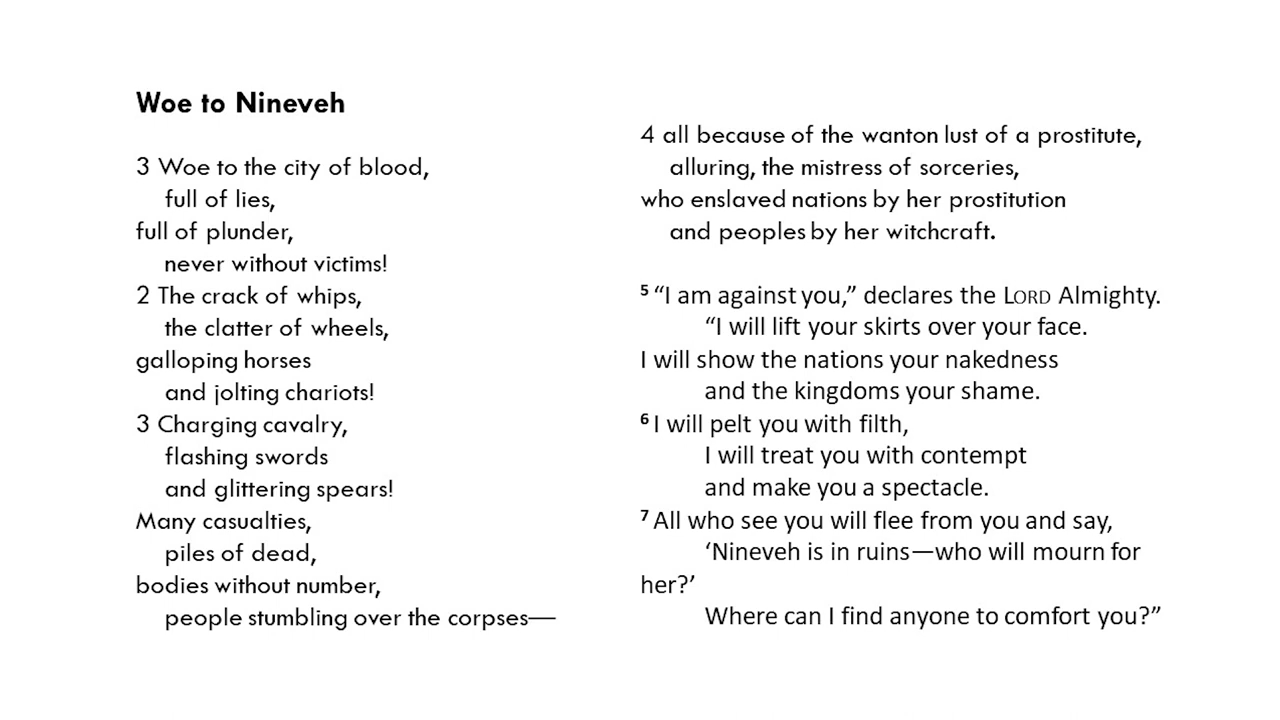 Woe to Nineveh
3 Woe to the city of blood,
full of lies,
full of plunder,
never without victims!
2 The crack of whips,
the clatter of wheels,
galloping horses
and jolting chariots!
3 Charging cavalry,
flashing swords
and glittering spears!
Many casualties,
piles of dead,
bodies without number,
people stumbling over the corpses—
4 all because of the wanton lust of a prostitute,
alluring, the mistress of sorceries,
who enslaved nations by her prostitution
and peoples by her witchcraft.
5 “I am against you,” declares the LORD Almighty.
“I will lift your skirts over your face.
I will show the nations your nakedness
and the kingdoms your shame.
6 I will pelt you with filth,
I will treat you with contempt
and make you a spectacle.
7 All who see you will flee from you and say,
‘Nineveh is in ruins—who will mourn for
her?’
Where can I find anyone to comfort you?”